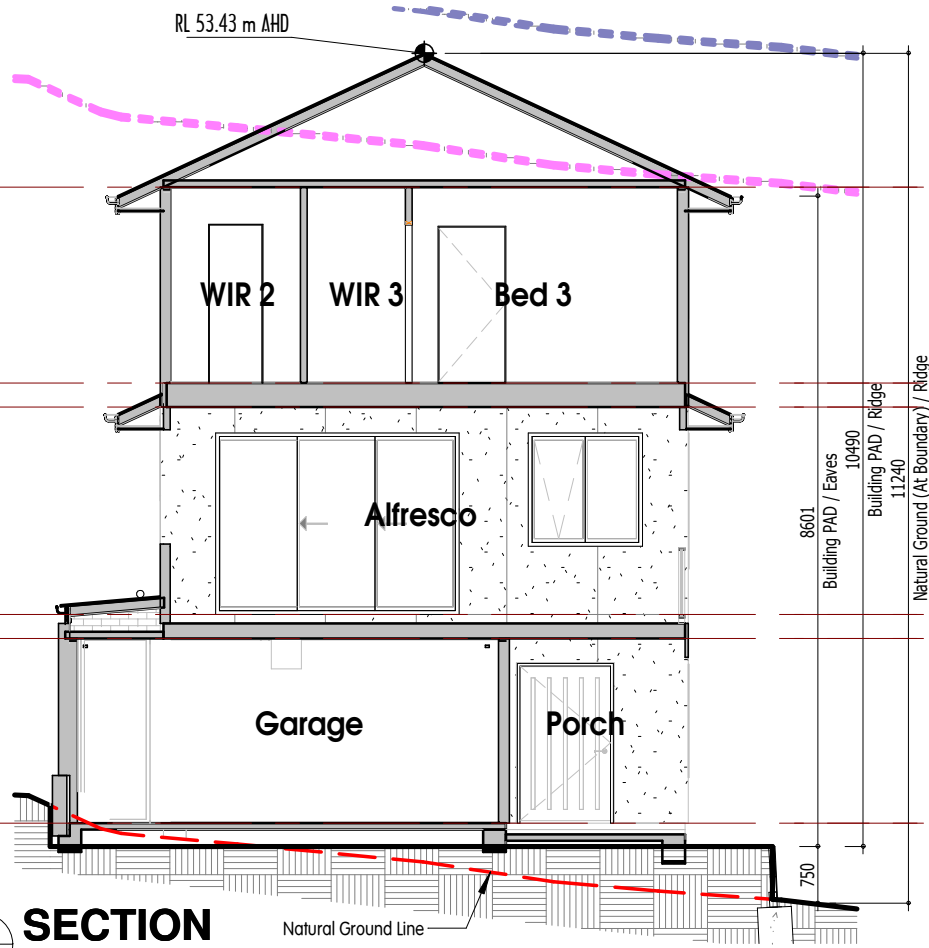 RL 53.43 m AHD
WIR 2
WIR 3
Bed 3
Alfresco
Garage
Porch
8601
Building PAD / Eaves
10490
Building PAD / Ridge
11240
Natural Ground (At Boundary) / Ridge
750
Natural Ground Line
SECTION